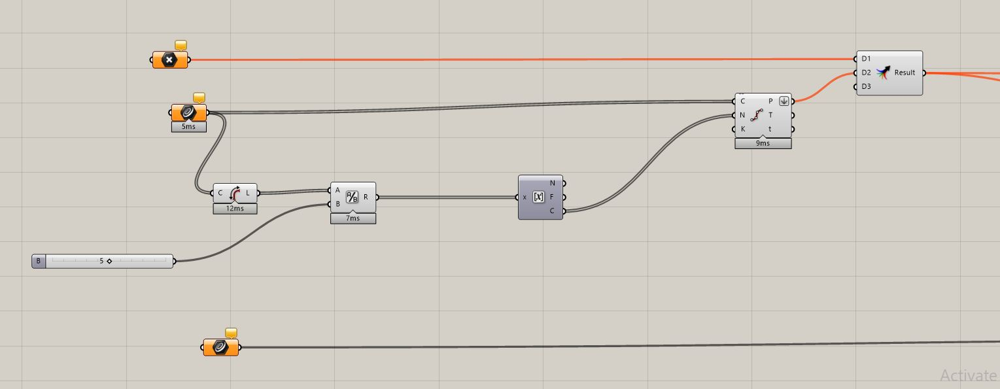 D1
D2 Result
D3
C P
N T
K t
9ms
5ms
C L
12ms
A
B R
A/B
7ms
N
x [x] F
C
B 5
Activate